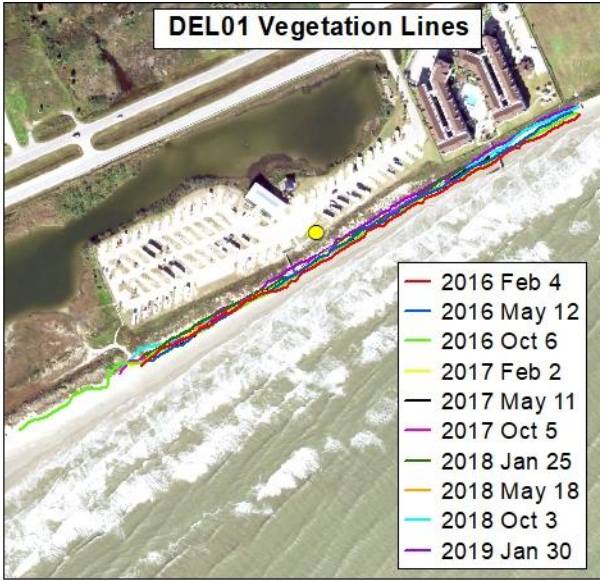 DEL01 Vegetation Lines
2016 Feb 4
2016 May 12
2016 Oct 6
2017 Feb 2
2017 May 11
2017 Oct 5
2018 Jan 25
2018 May 18
2018 Oct 3
2019 Jan 30